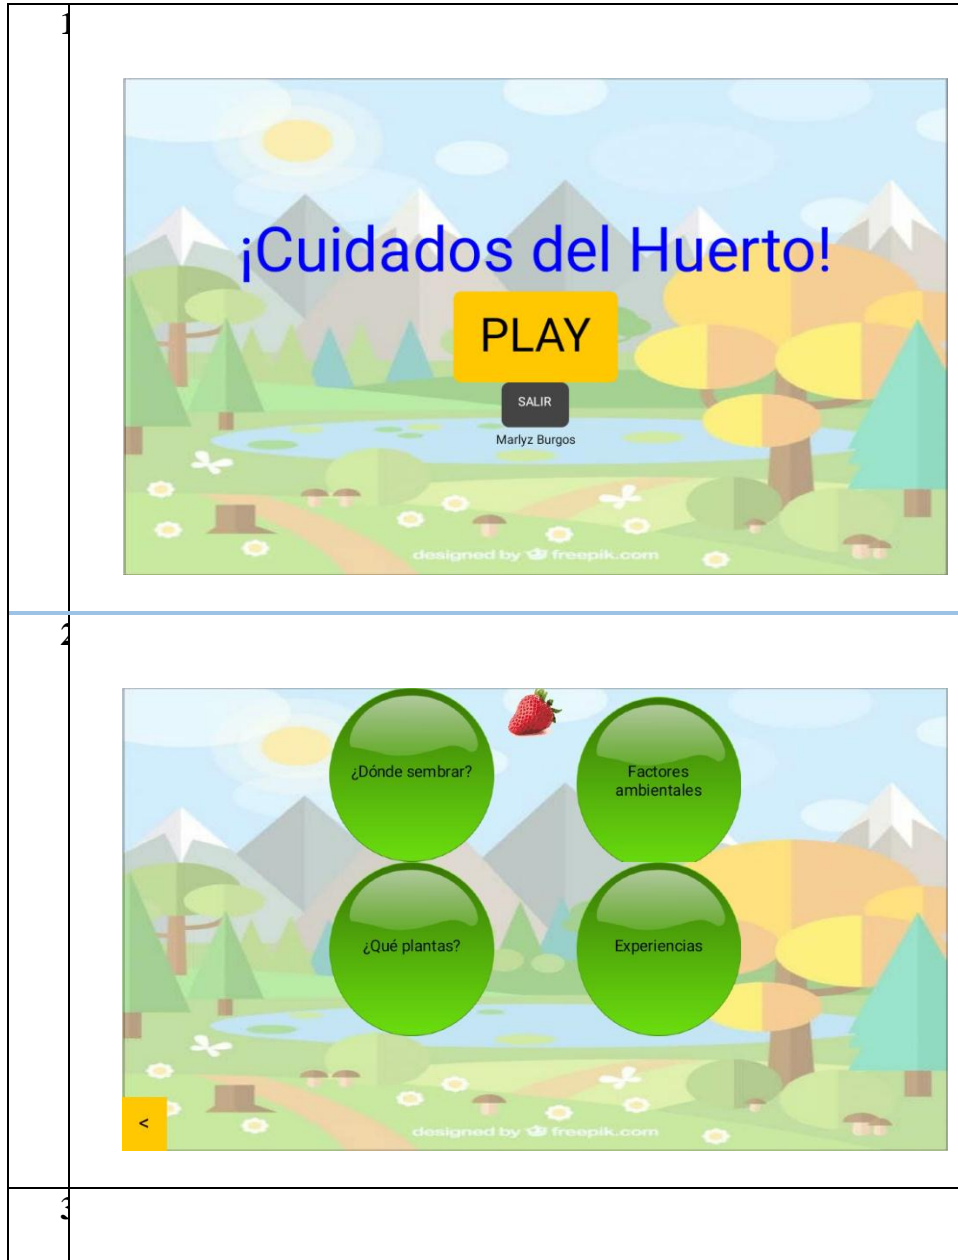 1
¡Cuidados del Huerto!
PLAY
SALIR
Marlyz Burgos
designed by freepik.com
2
¿Dónde sembrar?
Factores
ambientales
¿Qué plantas?
Experiencias
<
designed by freepik.com
3